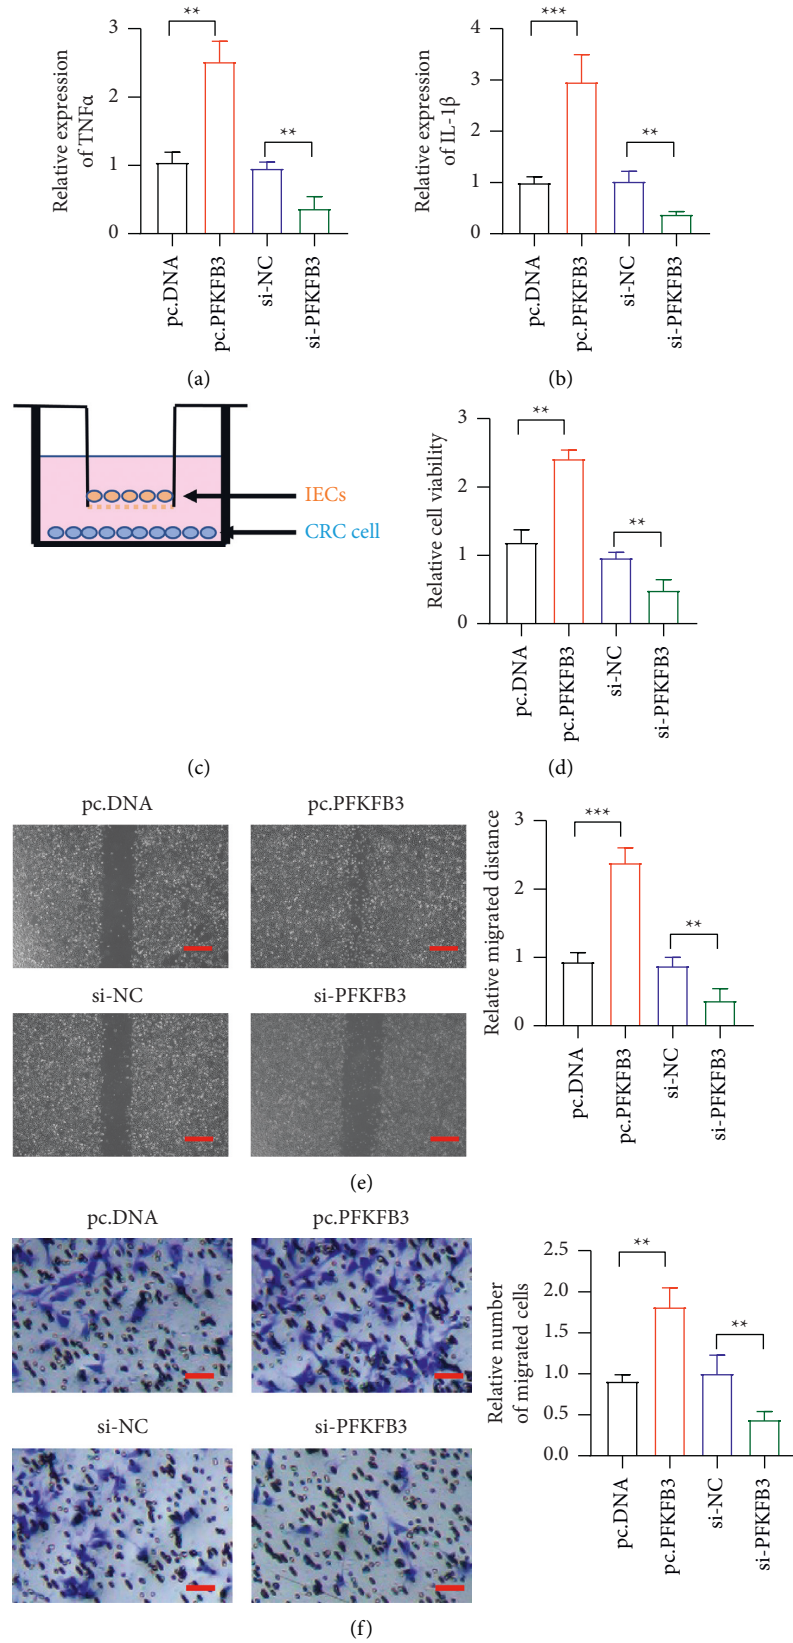 **
3
2
1
0
Relative expression
of TNFα
**
pc.DNA
pc.PFKFB3
si-NC
si-PFKFB3
(a)
***
4
3
2
1
0
Relative expression
of IL-1β
**
pc.DNA
pc.PFKFB3
si-NC
si-PFKFB3
(b)
IECs
CRC cell
(c)
**
3
2
1
0
Relative cell viability
**
pc.DNA
pc.PFKFB3
si-NC
si-PFKFB3
(d)
pc.DNA
pc.PFKFB3
si-NC
si-PFKFB3
***
3
2
1
0
Relative migrated distance
**
pc.DNA
pc.PFKFB3
si-NC
si-PFKFB3
(e)
pc.DNA
pc.PFKFB3
si-NC
si-PFKFB3
**
2.5
2.0
1.5
1.0
0.5
0.0
Relative number
of migrated cells
**
pc.DNA
pc.PFKFB3
si-NC
si-PFKFB3
(f)